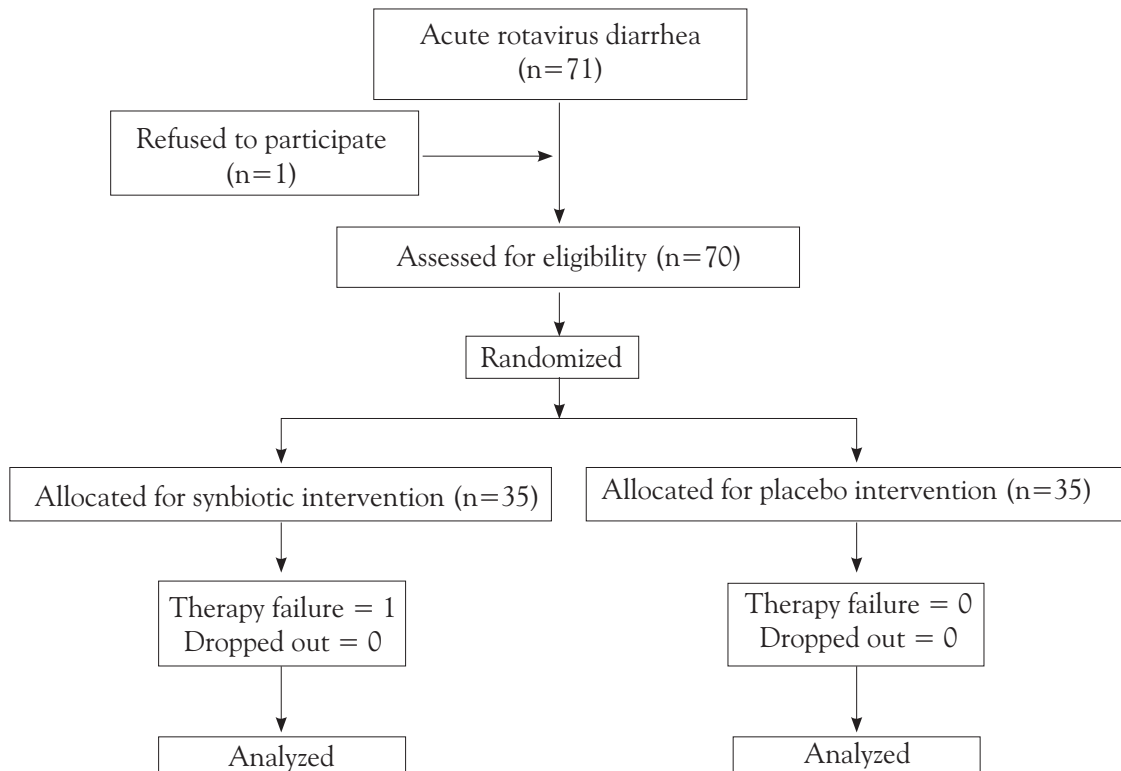 Acute rotavirus diarrhea
(n=71)
Refused to participate
(n=1)
Assessed for eligibility (n=70)
Randomized
Allocated for synbiotic intervention (n=35)
Allocated for placebo intervention (n=35)
Therapy failure = 1
Dropped out = 0
Therapy failure = 0
Dropped out = 0
Analyzed
Analyzed